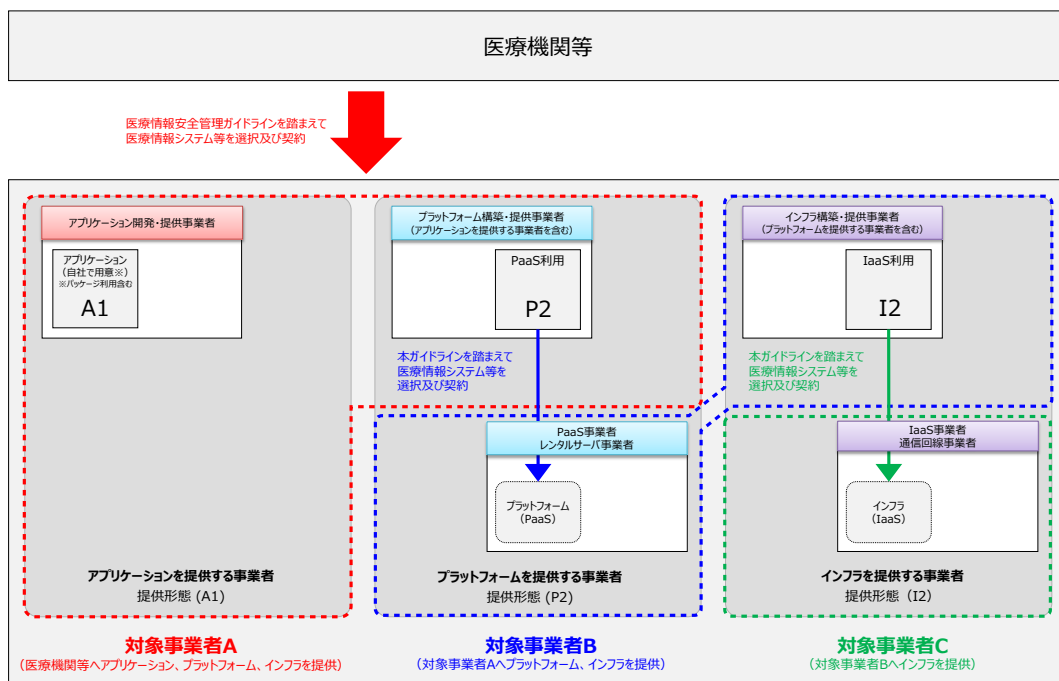 医療機関等
医療情報安全管理ガイドラインを踏まえて
医療情報システム等を選択及び契約
アプリケーション開発・提供事業者
アプリケーション
（自社で用意※）
※パッケージ利用含む
A1
プラットフォーム構築・提供事業者
（アプリケーションを提供する事業者を含む）
PaaS利用
P2
インフラ構築・提供事業者
（プラットフォームを提供する事業者を含む）
IaaS利用
I2
本ガイドラインを踏まえて
医療情報システム等を
選択及び契約
本ガイドラインを踏まえて
医療情報システム等を
選択及び契約
PaaS事業者
レンタルサーバ事業者
プラットフォーム
（PaaS）
IaaS事業者
通信回線事業者
インフラ
（IaaS）
アプリケーションを提供する事業者
提供形態 (A1)
プラットフォームを提供する事業者
提供形態 (P2)
インフラを提供する事業者
提供形態（I2）
対象事業者A
（医療機関等へアプリケーション、プラットフォーム、インフラを提供）
対象事業者B
（対象事業者Aへプラットフォーム、インフラを提供）
対象事業者C
（対象事業者Bへインフラを提供）